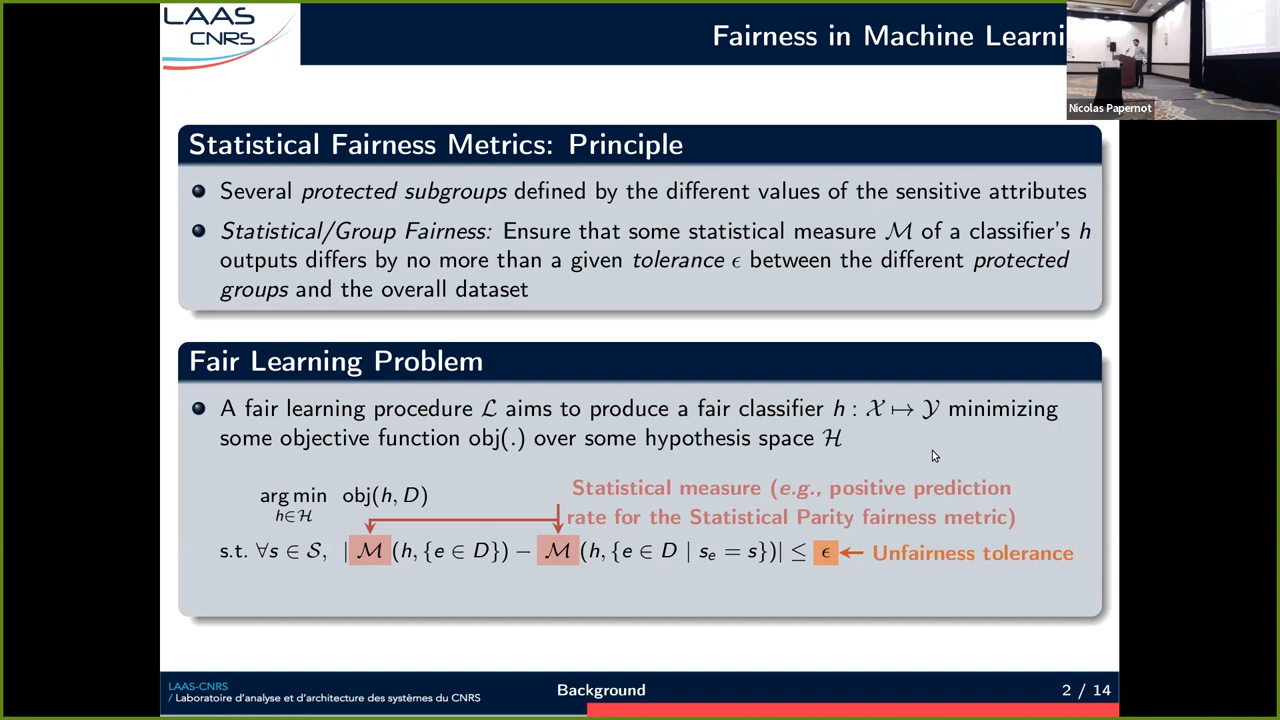 LAAS
CNRS
Fairness in Machine Learni
Nicolas Papernot
Statistical Fairness Metrics: Principle
Several protected subgroups defined by the different values of the sensitive attributes
Statistical/Group Fairness: Ensure that some statistical measure ℳ of a classifier's h
outputs differs by no more than a given tolerance ϵ between the different protected
groups and the overall dataset
Fair Learning Problem
A fair learning procedure ℒ aims to produce a fair classifier h : 𝒳 ↦ 𝒴 minimizing
some objective function obj(.) over some hypothesis space ℋ
Statistical measure (e.g., positive prediction
rate for the Statistical Parity fairness metric)
arg min obj(h, D)
h∈ℋ
s.t. ∀s ∈ 𝒮, | ℳ (h, {e ∈ D}) − ℳ (h, {e ∈ D | sₑ = s})| ≤ ϵ ← Unfairness tolerance
LAAS-CNRS
/ Laboratoire d'analyse et d'architecture des systèmes du CNRS
Background
2 / 14